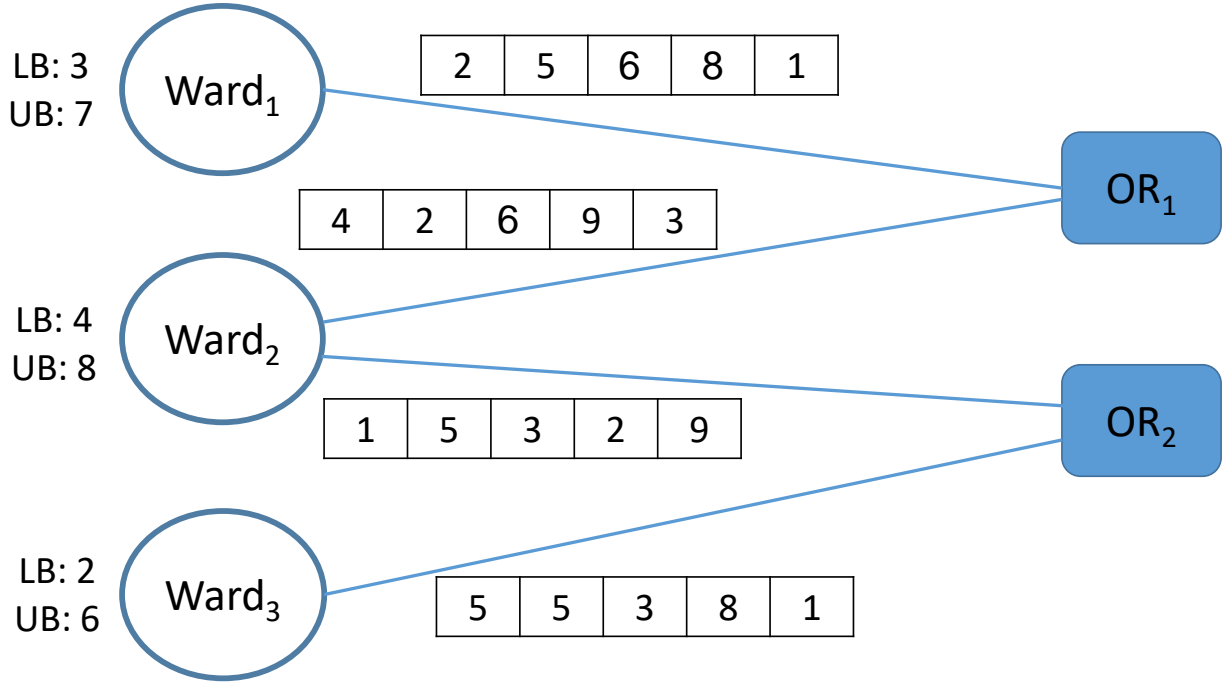 LB: 3
UB: 7
Ward₁
2 5 6 8 1
OR₁
4 2 6 9 3
LB: 4
UB: 8
Ward₂
1 5 3 2 9
OR₂
LB: 2
UB: 6
Ward₃
5 5 3 8 1